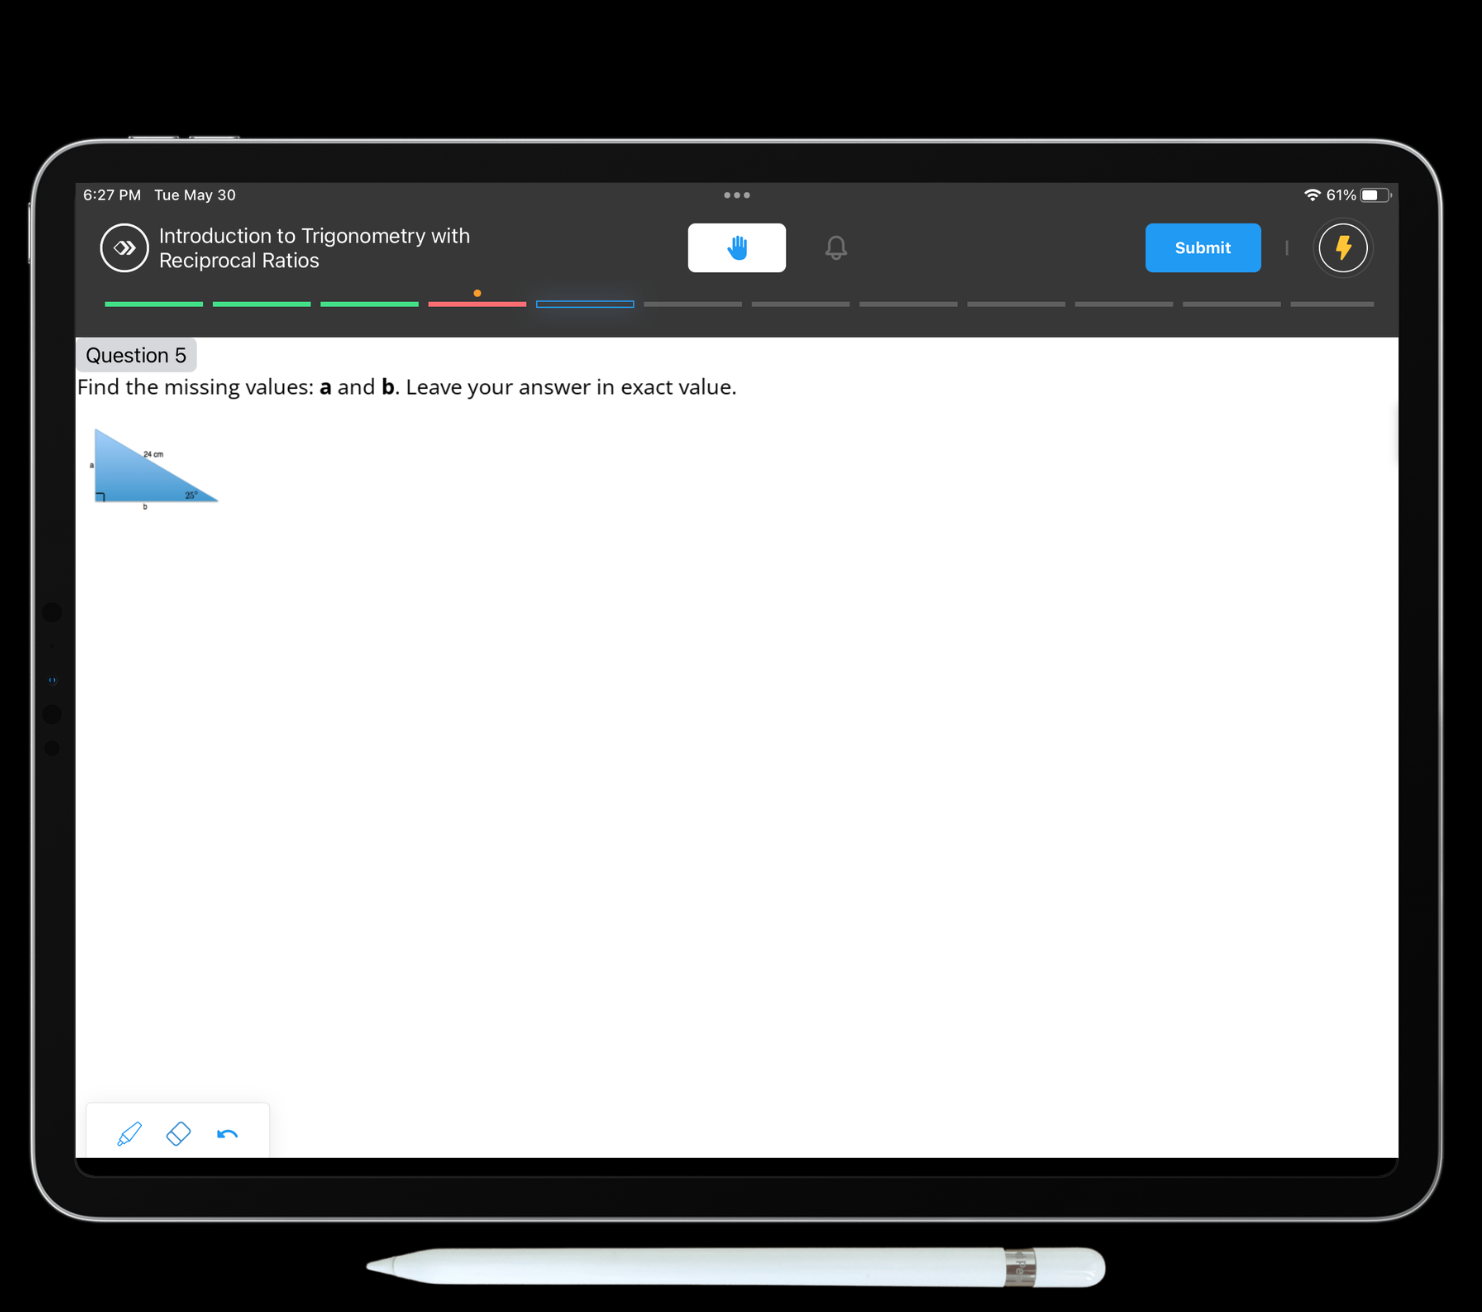 6:27 PM Tue May 30
61%
Introduction to Trigonometry with
Reciprocal Ratios
Submit
Question 5
Find the missing values: a and b. Leave your answer in exact value.
24 cm
a
25°
b